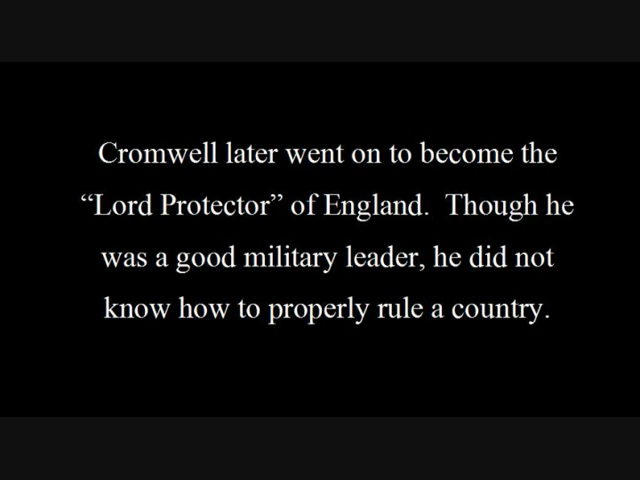 Cromwell later went on to become the
“Lord Protector” of England.  Though he
was a good military leader, he did not
know how to properly rule a country.